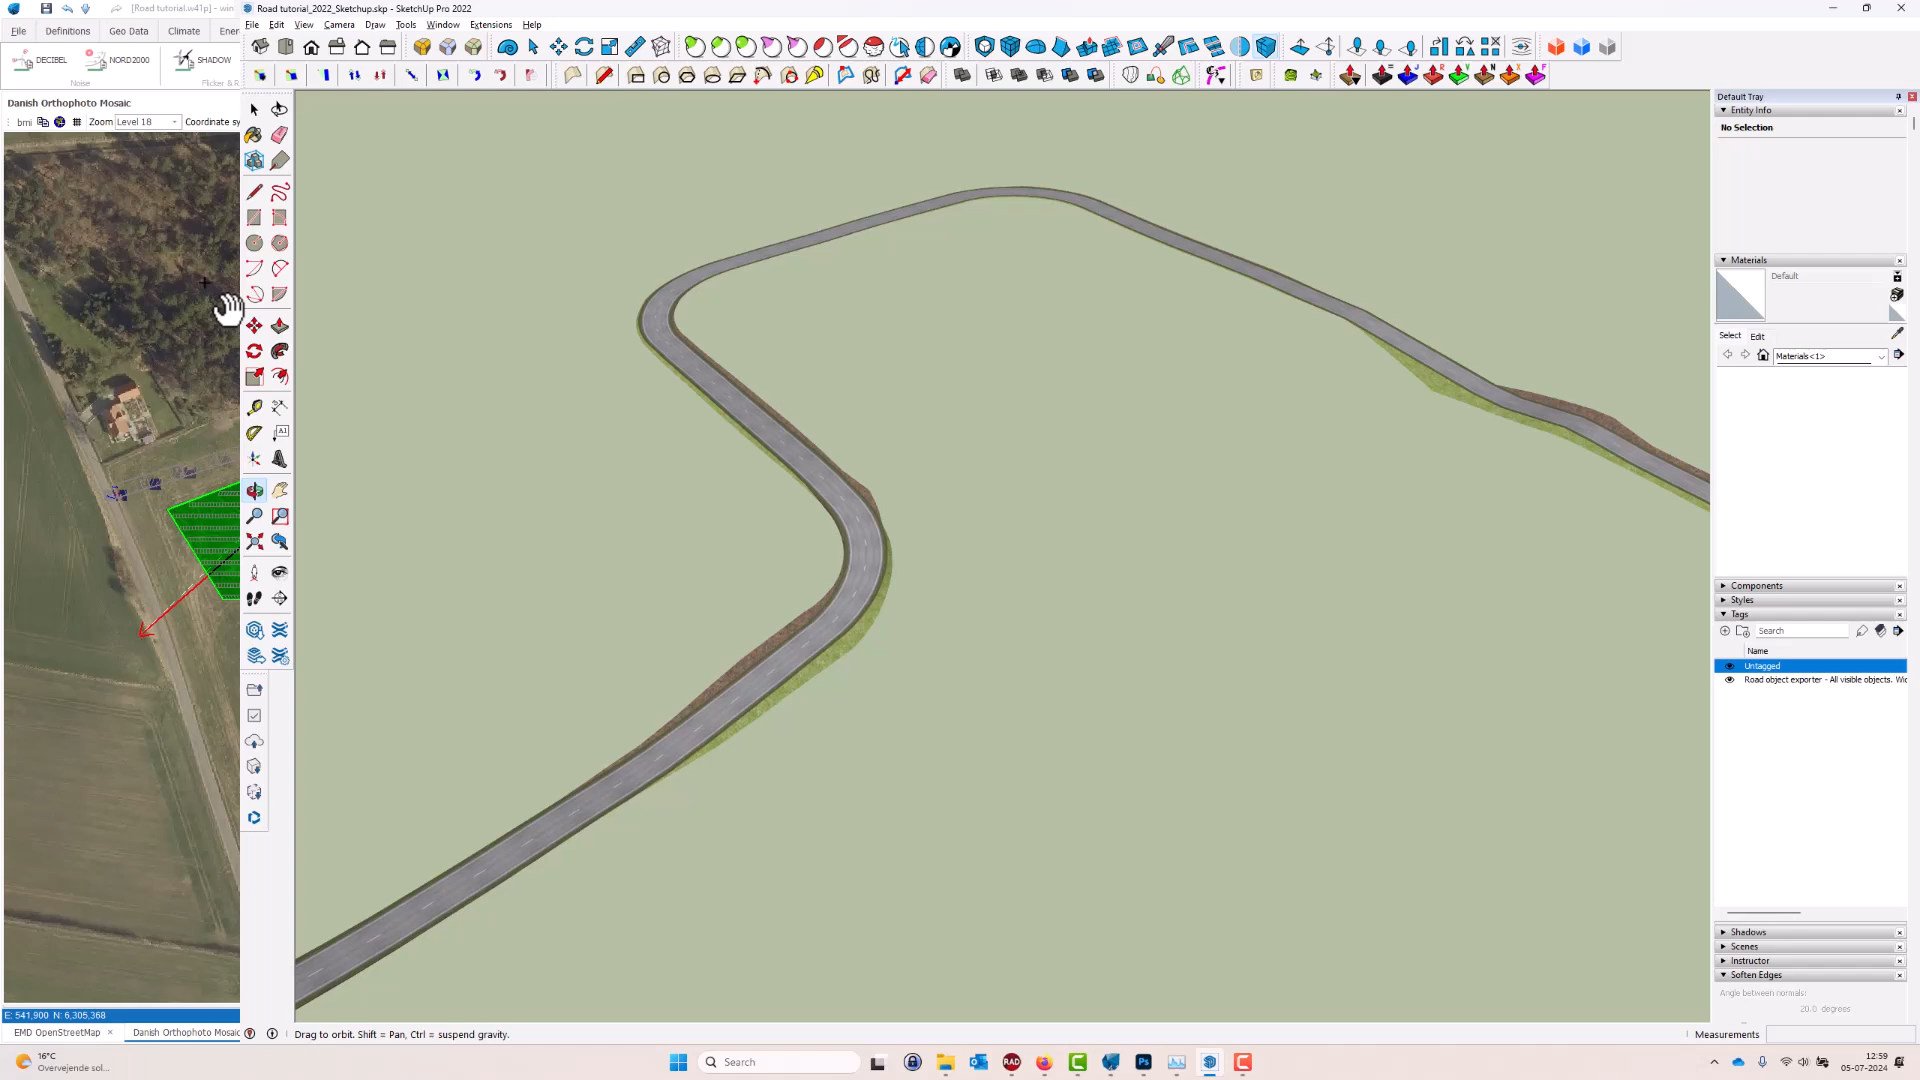 [Road tutorial.w41p] - win
Road tutorial_2022_Sketchup.skp - SketchUp Pro 2022
File Definitions Geo Data Climate Ener
File Edit View Camera Draw Tools Window Extensions Help
DECIBEL NORD2000 SHADOW
Noise Flicker & R
Danish Orthophoto Mosaic
bmi Zoom Level 18 Coordinate sy
Default Tray
Entity Info
No Selection
Materials
Default
Select Edit
Materials<1>
A1
Components
Styles
Tags
Search
Name
Untagged
Road object exporter - All visible objects. Wi
Shadows
Scenes
Instructor
Soften Edges
Angle between normals:
20.0 degrees
E: 541,900 N: 6,305,368
EMD OpenStreetMap Danish Orthophoto Mosaic
Drag to orbit. Shift = Pan, Ctrl = suspend gravity.
Measurements
16°C
Overvejende sol...
Search
RAD
Ps
12:59
05-07-2024